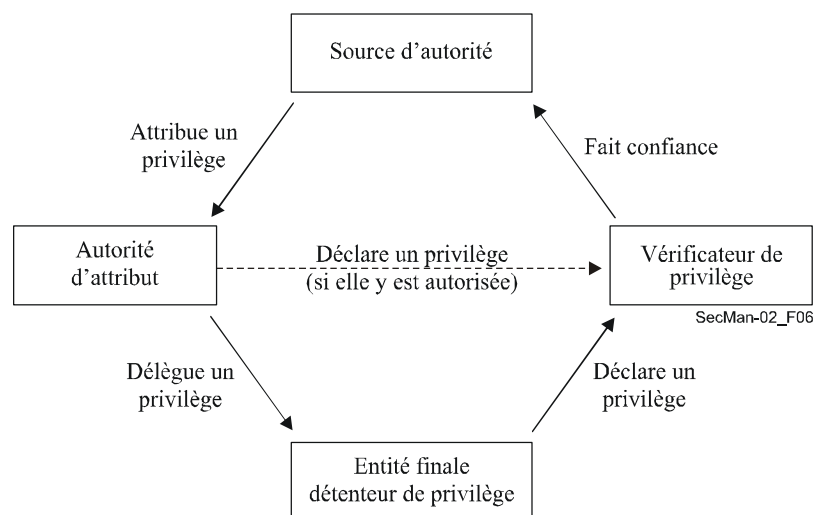 Source d'autorité
Attribue un
privilège
Fait confiance
Autorité
d'attribut
Déclare un privilège
(si elle y est autorisée)
Vérificateur de
privilège
SecMan-02_F06
Délègue un
privilège
Déclare un
privilège
Entité finale
détenteur de privilège